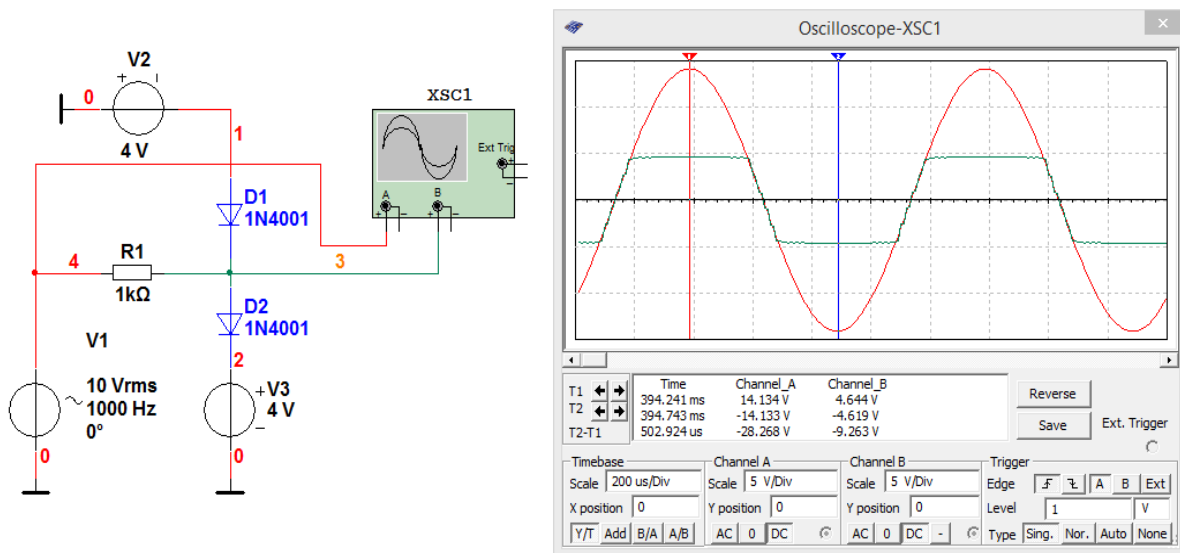 V2
+
0
4 V
1
XSC1
Ext Trig
+
−
A
B
+
−
+
−
D1
1N4001
4
R1
1kΩ
3
D2
1N4001
V1
2
10 Vrms
1000 Hz
0°
+
V3
4 V
−
0
0
Oscilloscope-XSC1
×
1
2
T1
T2
T2-T1
Time Channel_A Channel_B
394.241 ms 14.134 V 4.644 V
394.743 ms -14.133 V -4.619 V
502.924 us -28.268 V -9.263 V
Reverse
Save
Ext. Trigger
Timebase
Scale 200 us/Div
X position 0
Y/T Add B/A A/B
Channel A
Scale 5 V/Div
Y position 0
AC 0 DC
Channel B
Scale 5 V/Div
Y position 0
AC 0 DC -
Trigger
Edge A B Ext
Level 1 V
Type Sing. Nor. Auto None